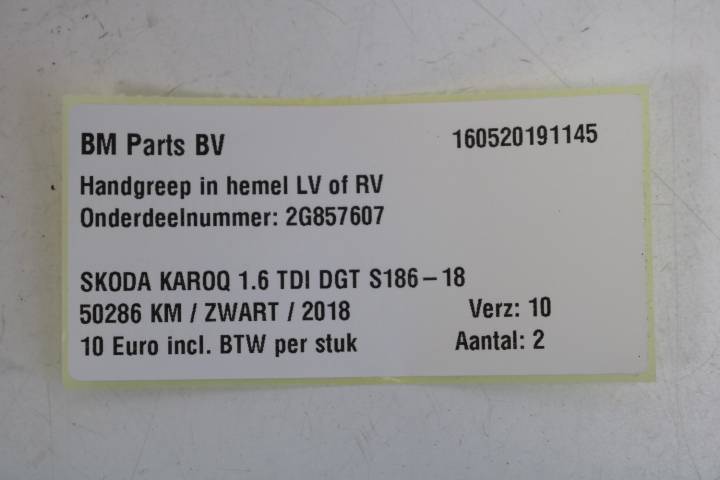 BM Parts BV 160520191145
Handgreep in hemel LV of RV
Onderdeelnummer: 2G857607
SKODA KAROQ 1.6 TDI DGT S186-18
50286 KM / ZWART / 2018 Verz: 10
10 Euro incl. BTW per stuk Aantal: 2